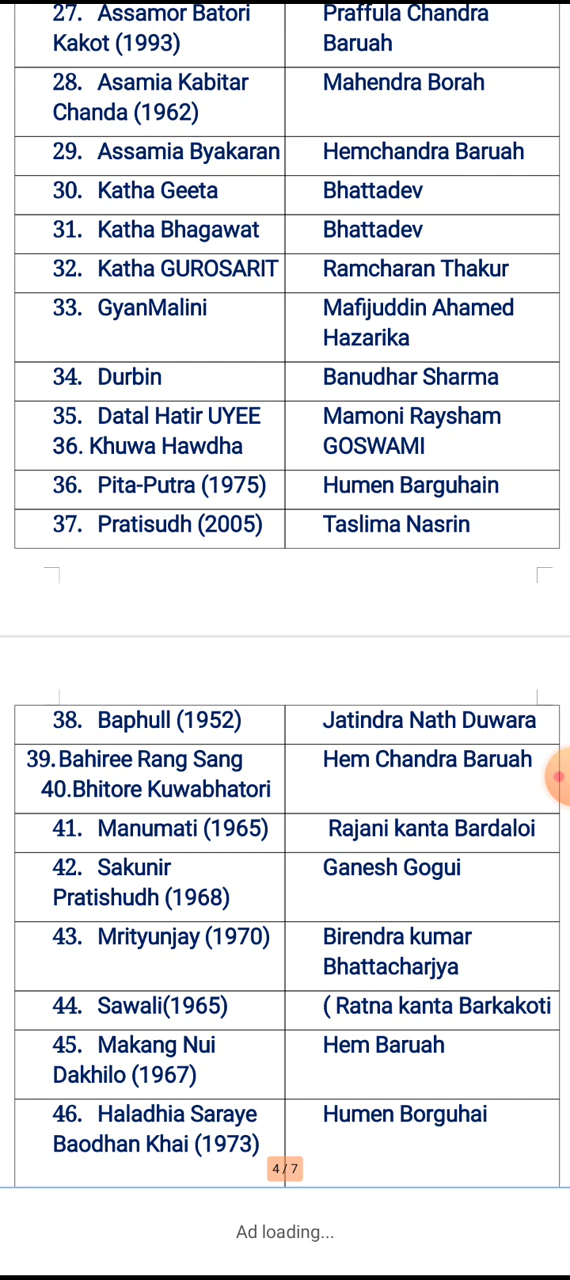 27. Assamor Batori Praffula Chandra
Kakot (1993) Baruah
28. Asamia Kabitar Mahendra Borah
Chanda (1962)
29. Assamia Byakaran Hemchandra Baruah
30. Katha Geeta Bhattadev
31. Katha Bhagawat Bhattadev
32. Katha GUROSARIT Ramcharan Thakur
33. GyanMalini Mafijuddin Ahamed
Hazarika
34. Durbin Banudhar Sharma
35. Datal Hatir UYEE Mamoni Raysham
36. Khuwa Hawdha GOSWAMI
36. Pita-Putra (1975) Humen Barguhain
37. Pratisudh (2005) Taslima Nasrin
38. Baphull (1952) Jatindra Nath Duwara
39. Bahiree Rang Sang Hem Chandra Baruah
40.Bhitore Kuwabhatori
41. Manumati (1965) Rajani kanta Bardaloi
42. Sakunir Ganesh Gogui
Pratishudh (1968)
43. Mrityunjay (1970) Birendra kumar
Bhattacharjya
44. Sawali(1965) ( Ratna kanta Barkakoti
45. Makang Nui Hem Baruah
Dakhilo (1967)
46. Haladhia Saraye Humen Borguhai
Baodhan Khai (1973)
4 / 7
Ad loading...